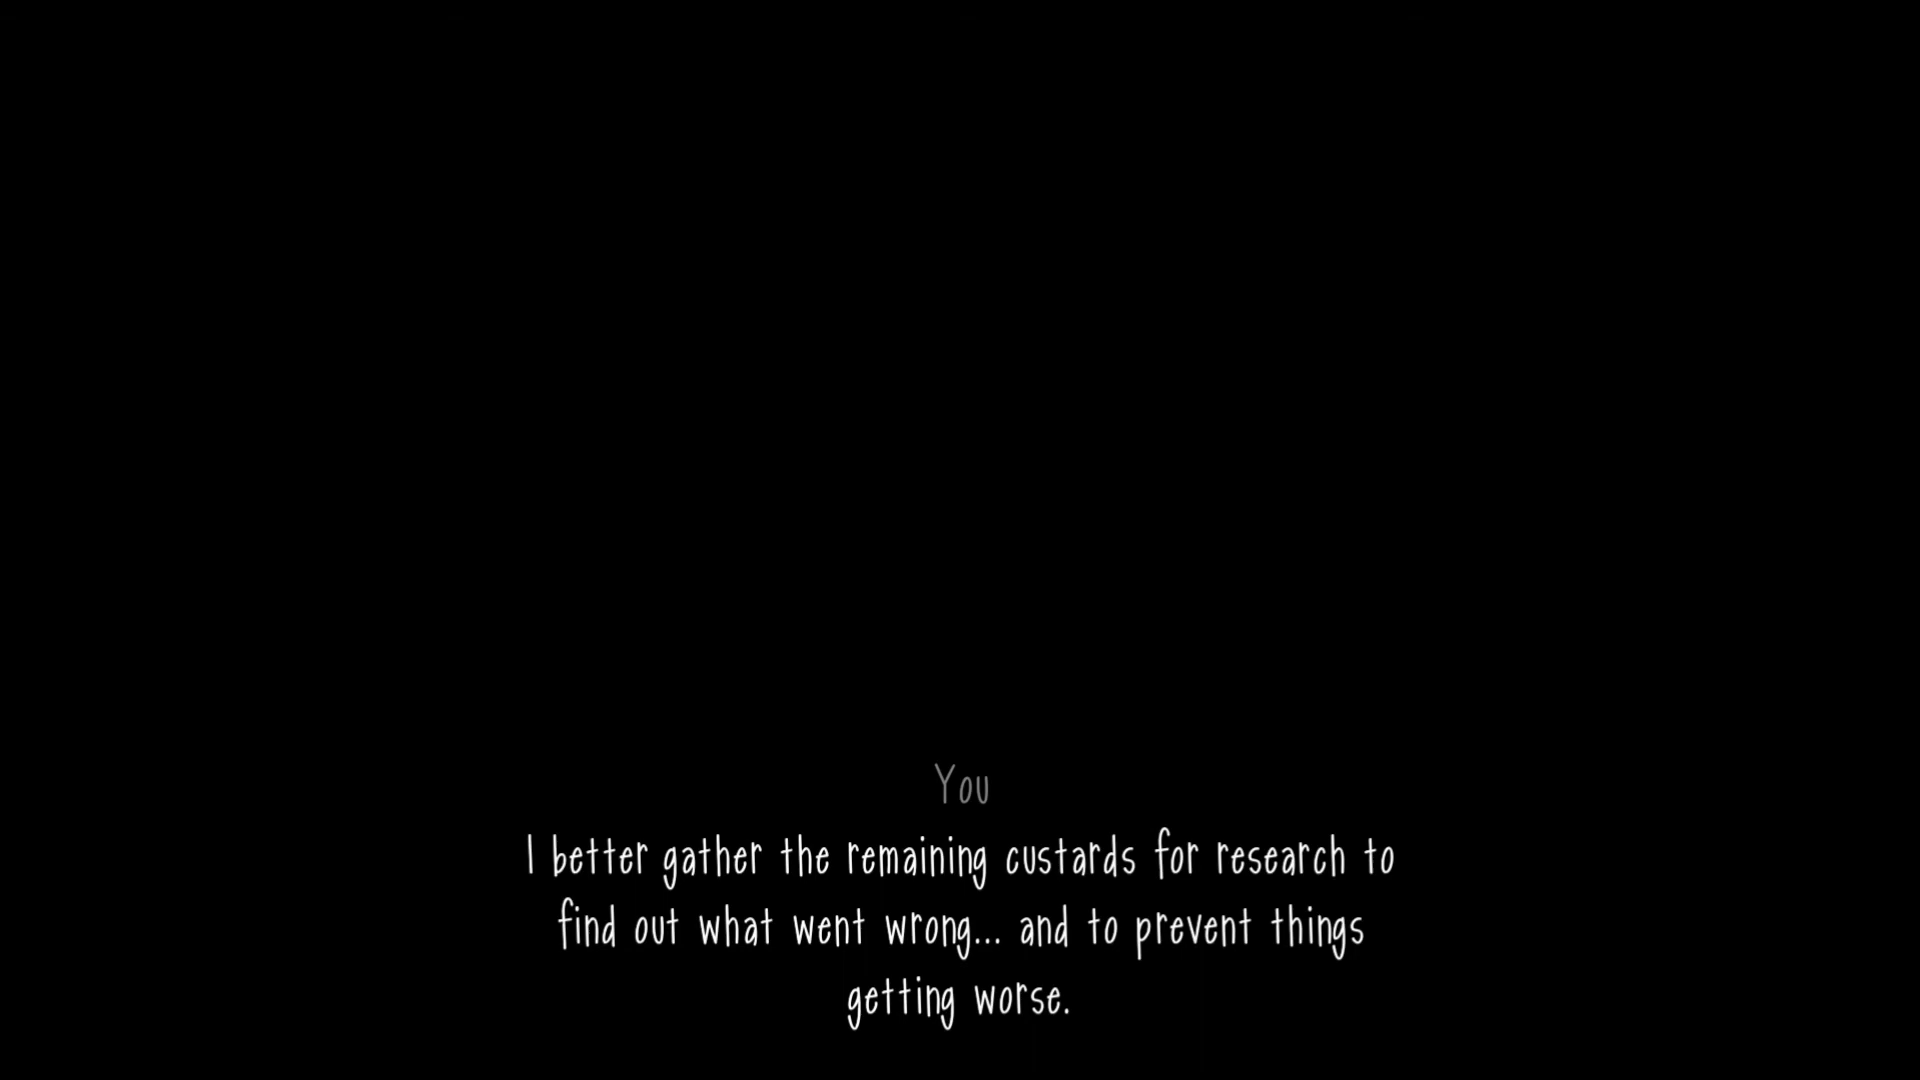 You
I better gather the remaining custards for research to
find out what went wrong... and to prevent things
getting worse.